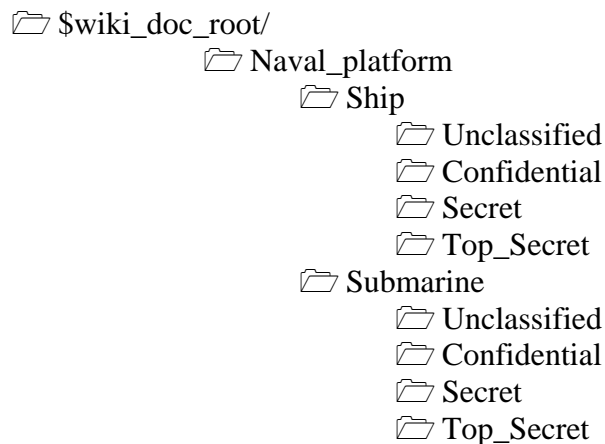 $wiki_doc_root/
Naval_platform
Ship
Unclassified
Confidential
Secret
Top_Secret
Submarine
Unclassified
Confidential
Secret
Top_Secret